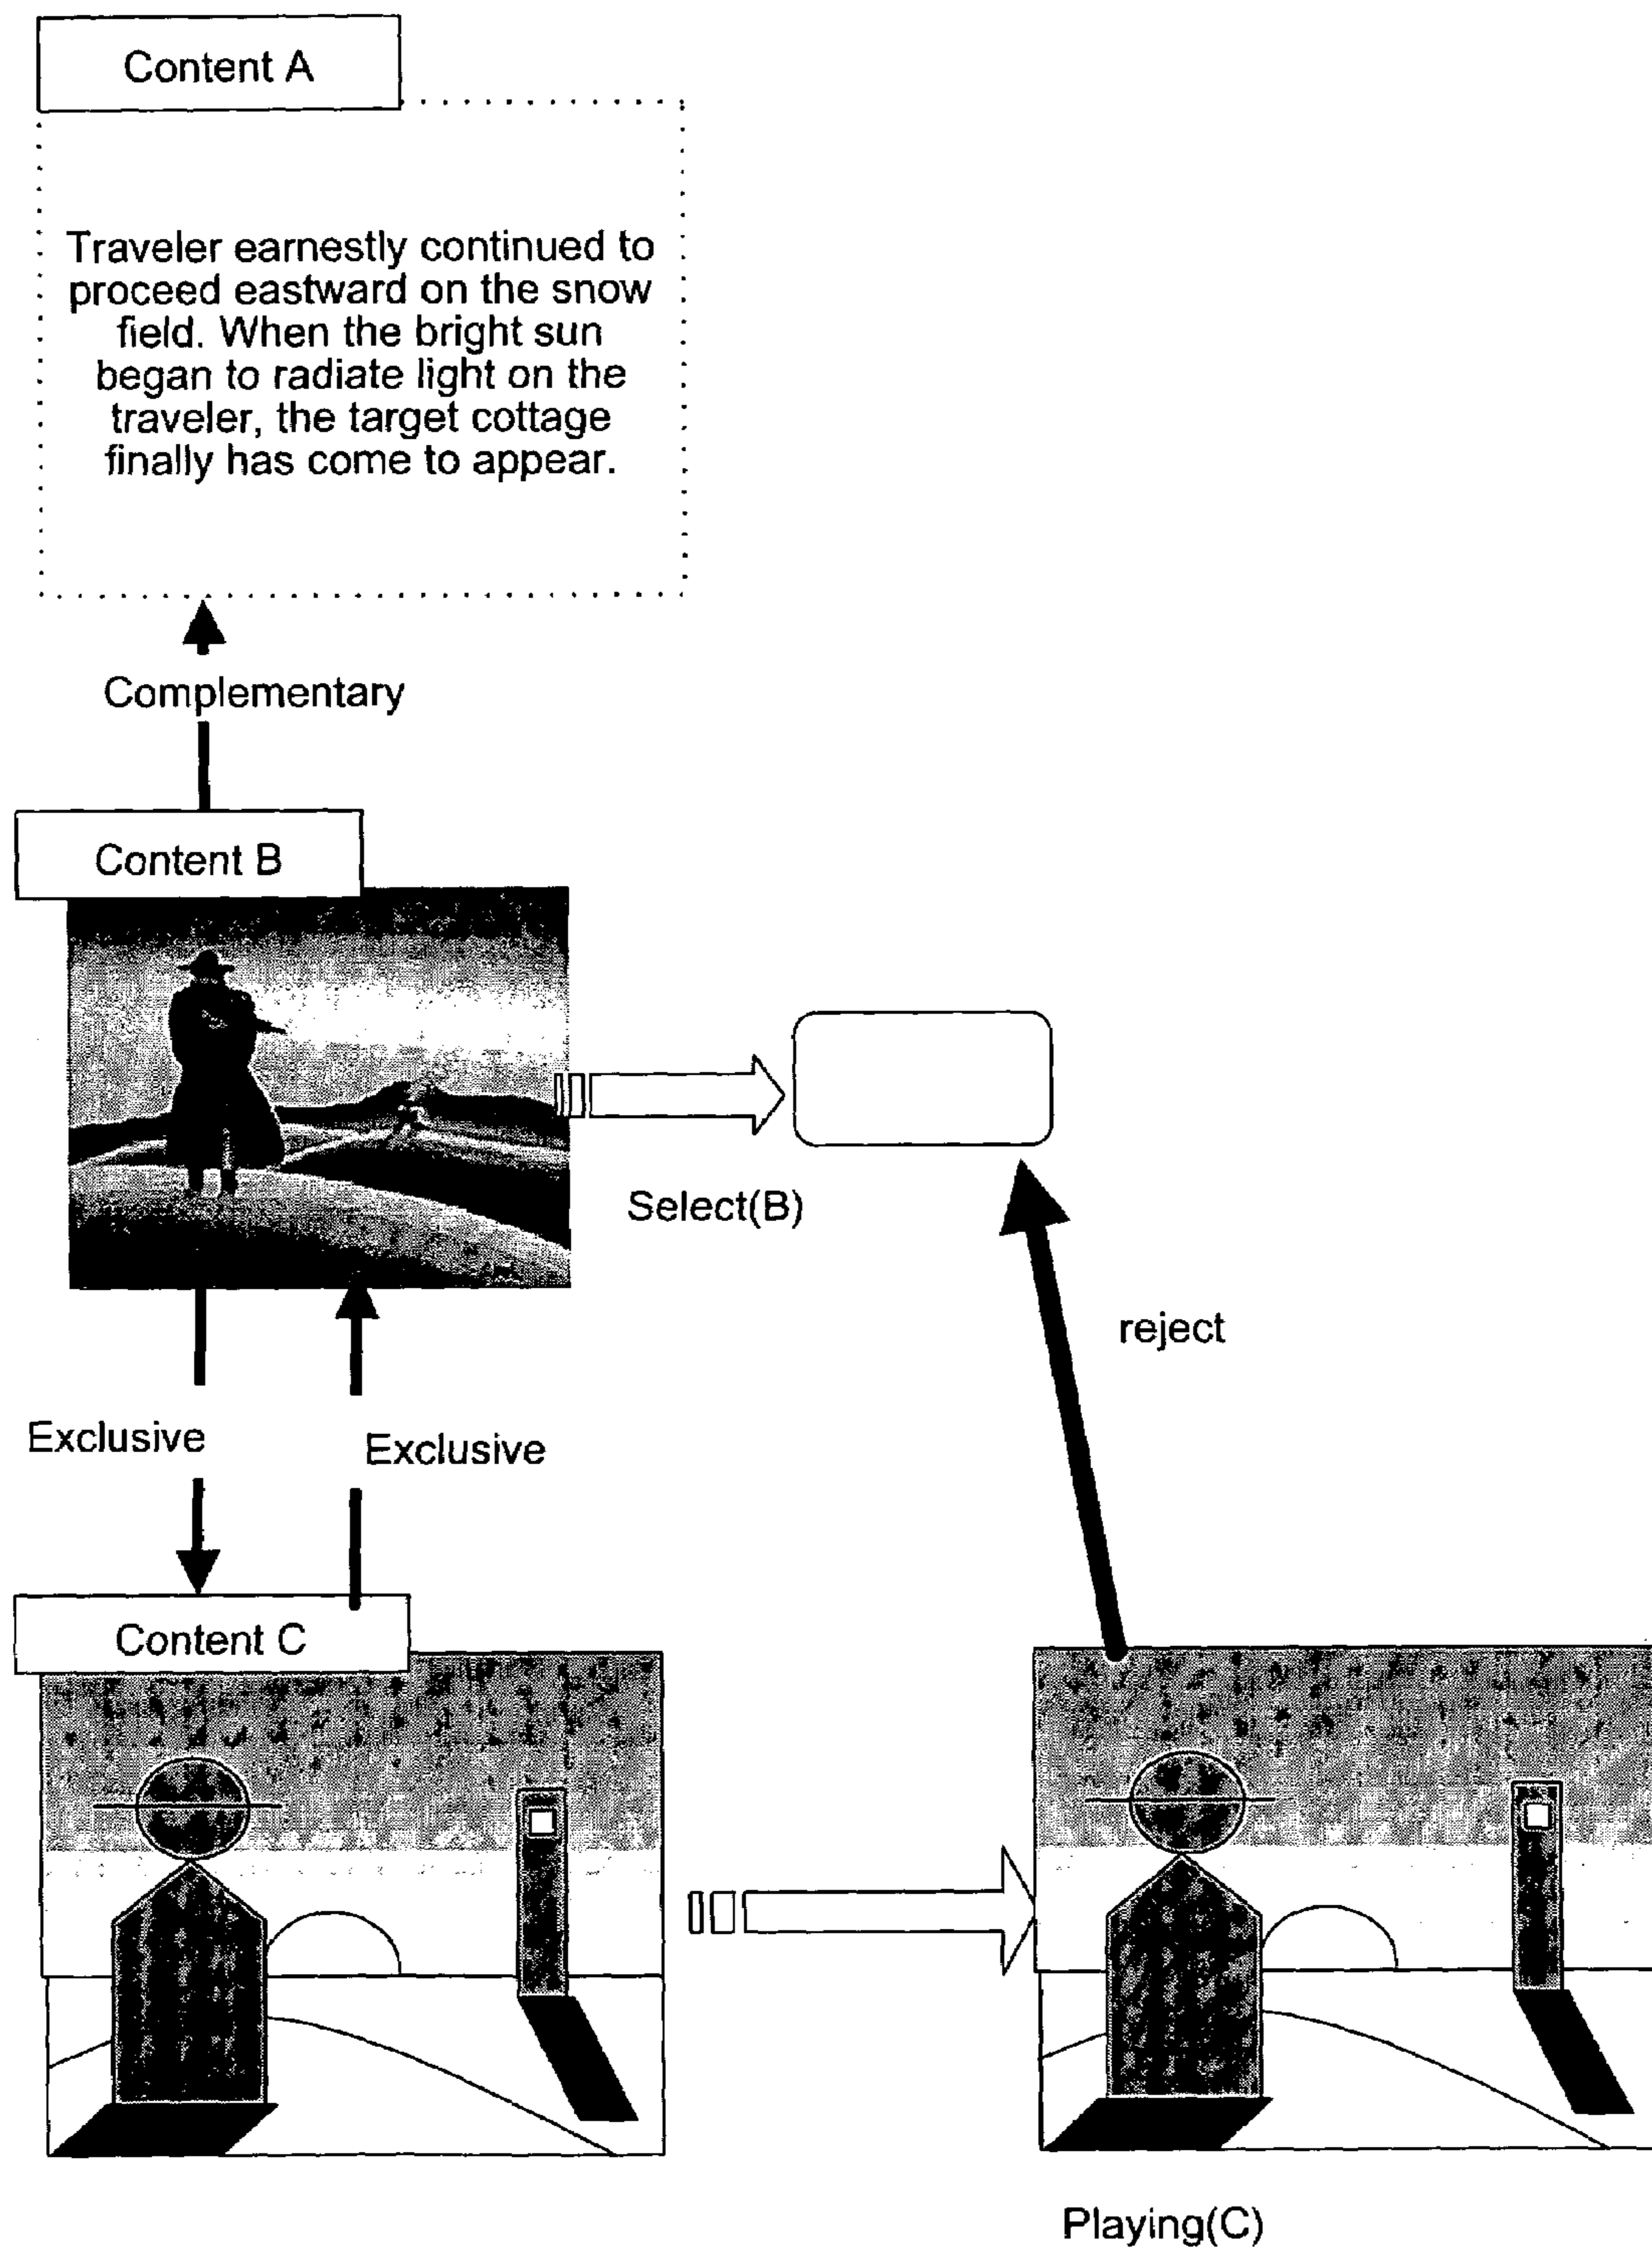 Content A
Traveler earnestly continued to
proceed eastward on the snow
field. When the bright sun
began to radiate light on the
traveler, the target cottage
finally has come to appear.
Complementary
Content B
Select(B)
reject
Exclusive
Exclusive
Content C
Playing(C)